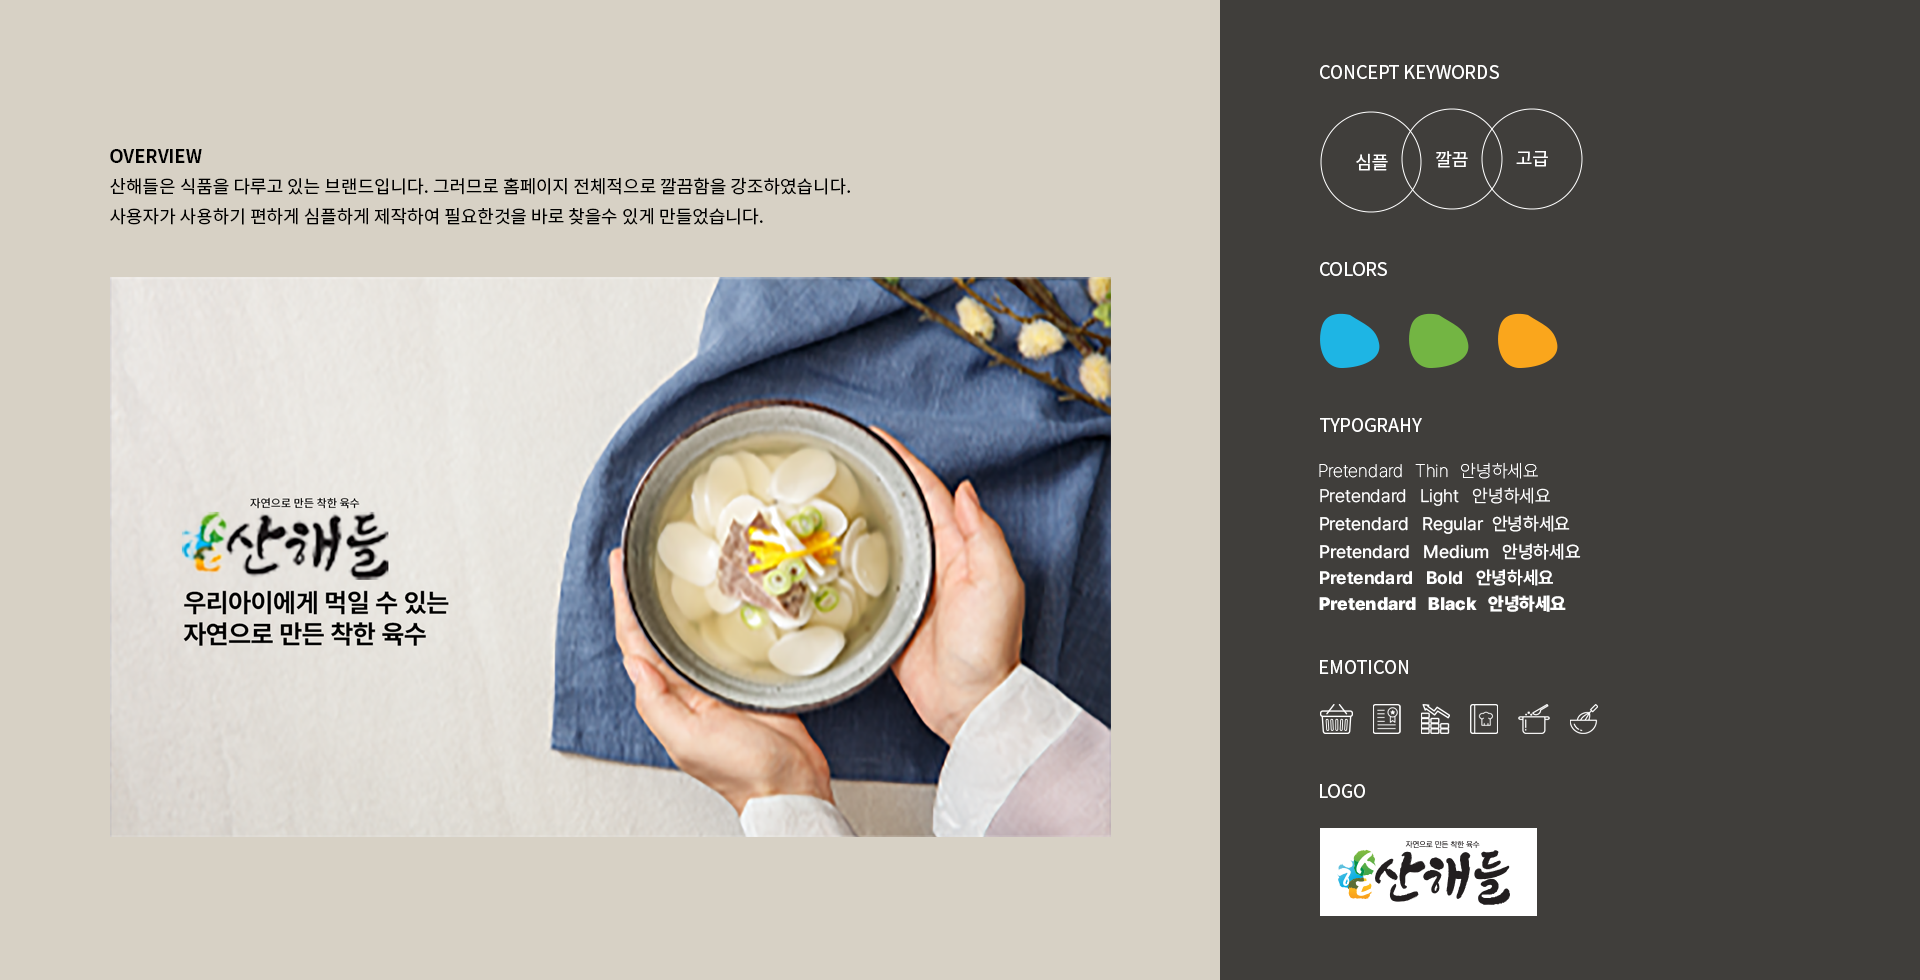 OVERVIEW
산해들은 식품을 다루고 있는 브랜드입니다. 그러므로 홈페이지 전체적으로 깔끔함을 강조하였습니다.
사용자가 사용하기 편하게 심플하게 제작하여 필요한것을 바로 찾을수 있게 만들었습니다.
자연으로 만든 착한 육수
산해들
우리아이에게 먹일 수 있는
자연으로 만든 착한 육수
CONCEPT KEYWORDS
심플 깔끔 고급
COLORS
TYPOGRAHY
Pretendard Thin 안녕하세요
Pretendard Light 안녕하세요
Pretendard Regular 안녕하세요
Pretendard Medium 안녕하세요
Pretendard Bold 안녕하세요
Pretendard Black 안녕하세요
EMOTICON
LOGO
자연으로 만든 착한 육수
산해들